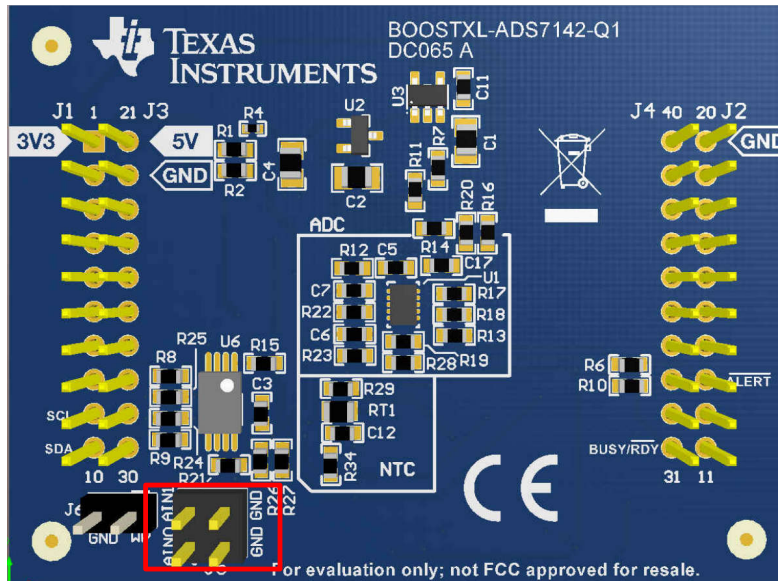 TEXAS
INSTRUMENTS
BOOSTXL-ADS7142-Q1
DC065 A
J1 1 21 J3
3V3
5V
GND
R4
R1
R2
C4
U2
C2
U3
C11
C1
R7
R11
J4 40 20 J2
GND
R20
R16
ADC
R14
R12 C5
C17
U1
C7
R22
C6
R23
R17
R18
R13
R19
R28
R25 U6
R15
R8
C3
R24
R9
R21
R26
R27
R29
RT1
C12
R34
NTC
R6
R10
ALERT
SCL
SDA
BUSY/RDY
10 30
31 11
GND
AIN1
AIN0
GND
GND
For evaluation only; not FCC approved for resale.